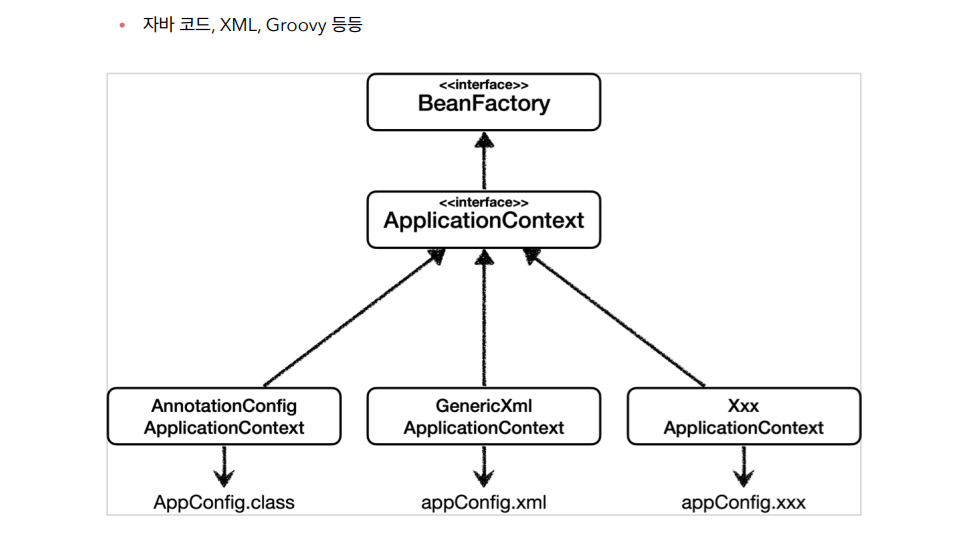 자바 코드, XML, Groovy 등등
<<interface>>
BeanFactory
<<interface>>
ApplicationContext
AnnotationConfig
ApplicationContext
GenericXml
ApplicationContext
Xxx
ApplicationContext
AppConfig.class
appConfig.xml
appConfig.xxx